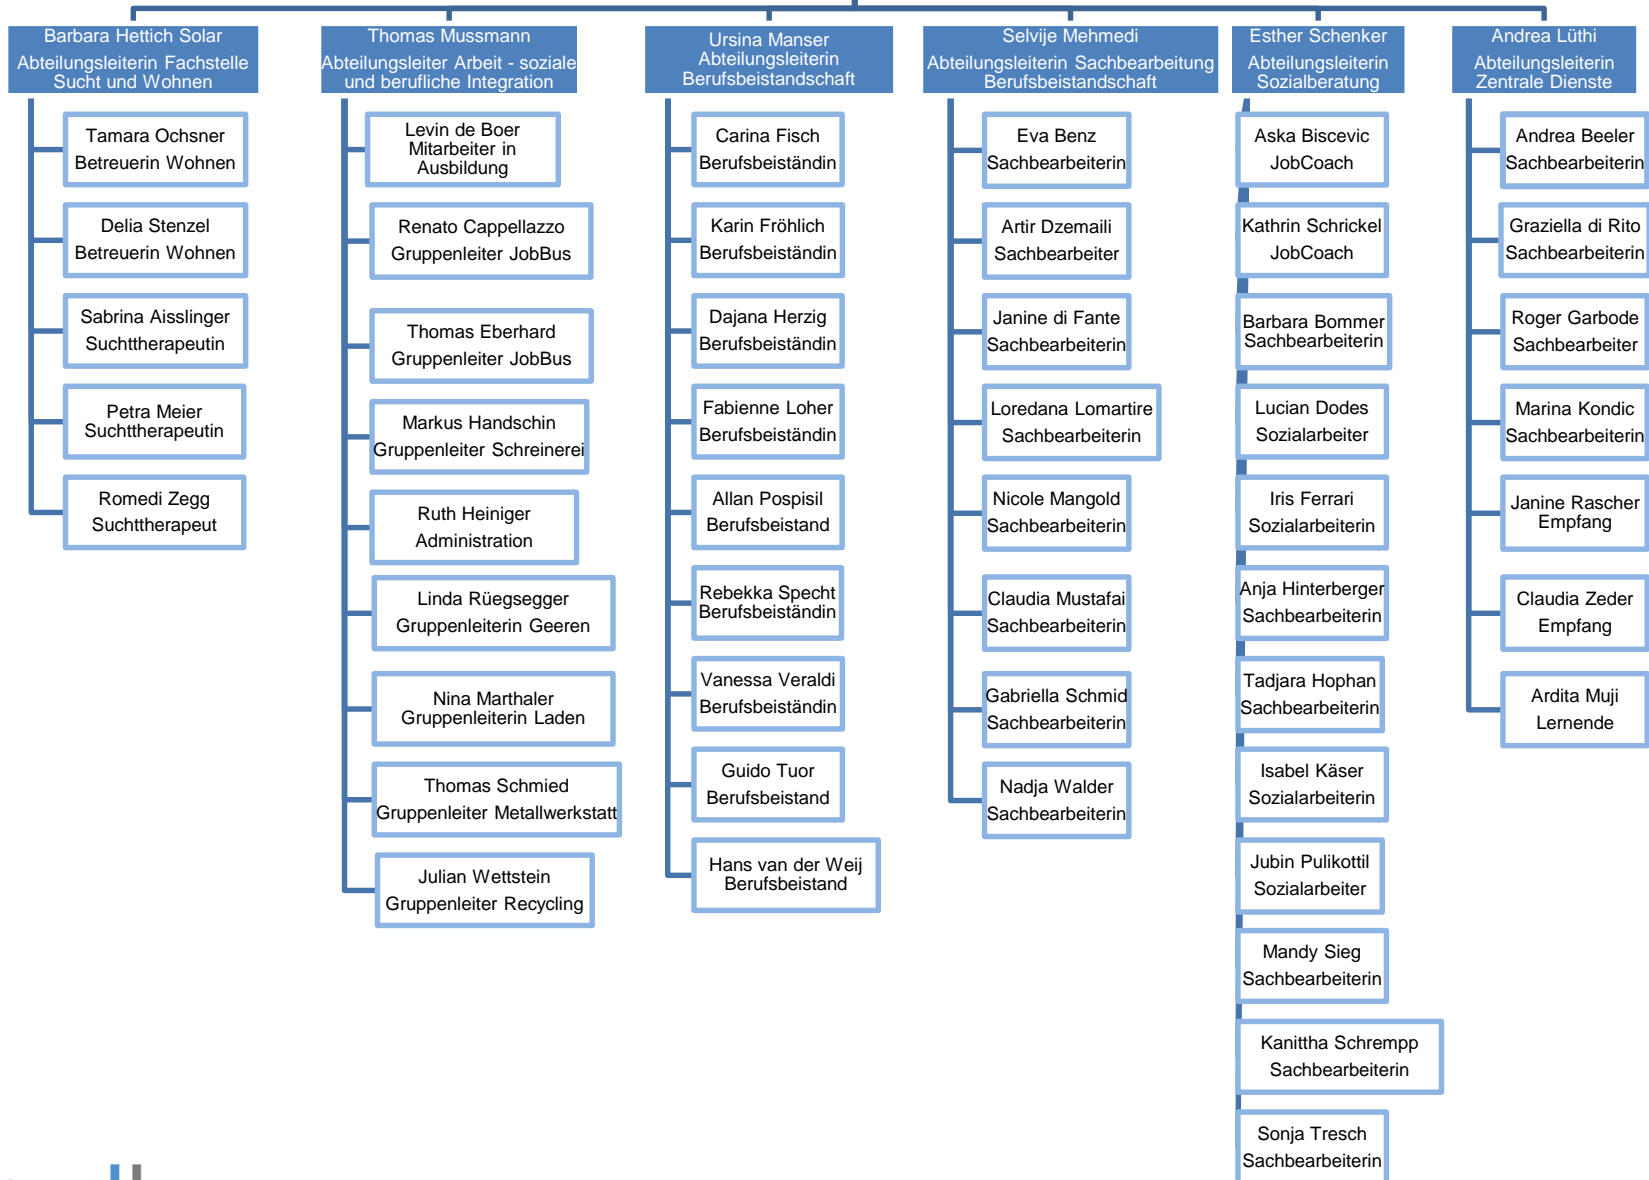 Barbara Hettich Solar
Abteilungsleiterin Fachstelle
Sucht und Wohnen
Tamara Ochsner
Betreuerin Wohnen
Delia Stenzel
Betreuerin Wohnen
Sabrina Aisslinger
Suchttherapeutin
Petra Meier
Suchttherapeutin
Romedi Zegg
Suchttherapeut
Thomas Mussmann
Abteilungsleiter Arbeit - soziale
und berufliche Integration
Levin de Boer
Mitarbeiter in
Ausbildung
Renato Cappellazzo
Gruppenleiter JobBus
Thomas Eberhard
Gruppenleiter JobBus
Markus Handschin
Gruppenleiter Schreinerei
Ruth Heiniger
Administration
Linda Rüegsegger
Gruppenleiterin Geeren
Nina Marthaler
Gruppenleiterin Laden
Thomas Schmied
Gruppenleiter Metallwerkstatt
Julian Wettstein
Gruppenleiter Recycling
Ursina Manser
Abteilungsleiterin
Berufsbeistandschaft
Carina Fisch
Berufsbeiständin
Karin Fröhlich
Berufsbeiständin
Dajana Herzig
Berufsbeiständin
Fabienne Loher
Berufsbeiständin
Allan Pospisil
Berufsbeistand
Rebekka Specht
Berufsbeiständin
Vanessa Veraldi
Berufsbeiständin
Guido Tuor
Berufsbeistand
Hans van der Weij
Berufsbeistand
Selvije Mehmedi
Abteilungsleiterin Sachbearbeitung
Berufsbeistandschaft
Eva Benz
Sachbearbeiterin
Artir Dzemaili
Sachbearbeiter
Janine di Fante
Sachbearbeiterin
Loredana Lomartire
Sachbearbeiterin
Nicole Mangold
Sachbearbeiterin
Claudia Mustafai
Sachbearbeiterin
Gabriella Schmid
Sachbearbeiterin
Nadja Walder
Sachbearbeiterin
Esther Schenker
Abteilungsleiterin
Sozialberatung
Aska Biscevic
JobCoach
Kathrin Schrickel
JobCoach
Barbara Bommer
Sachbearbeiterin
Lucian Dodes
Sozialarbeiter
Iris Ferrari
Sozialarbeiterin
Anja Hinterberger
Sachbearbeiterin
Tadjara Hophan
Sachbearbeiterin
Isabel Käser
Sozialarbeiterin
Jubin Pulikottil
Sozialarbeiter
Mandy Sieg
Sachbearbeiterin
Kanittha Schrempp
Sachbearbeiterin
Sonja Tresch
Sachbearbeiterin
Andrea Lüthi
Abteilungsleiterin
Zentrale Dienste
Andrea Beeler
Sachbearbeiterin
Graziella di Rito
Sachbearbeiterin
Roger Garbode
Sachbearbeiter
Marina Kondic
Sachbearbeiterin
Janine Rascher
Empfang
Claudia Zeder
Empfang
Ardita Muji
Lernende